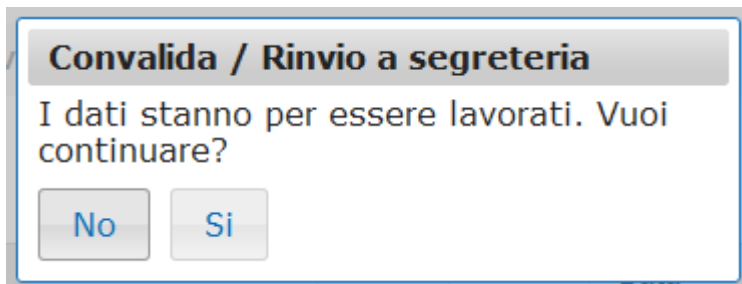 Convalida / Rinvio a segreteria
I dati stanno per essere lavorati. Vuoi
continuare?
No Si